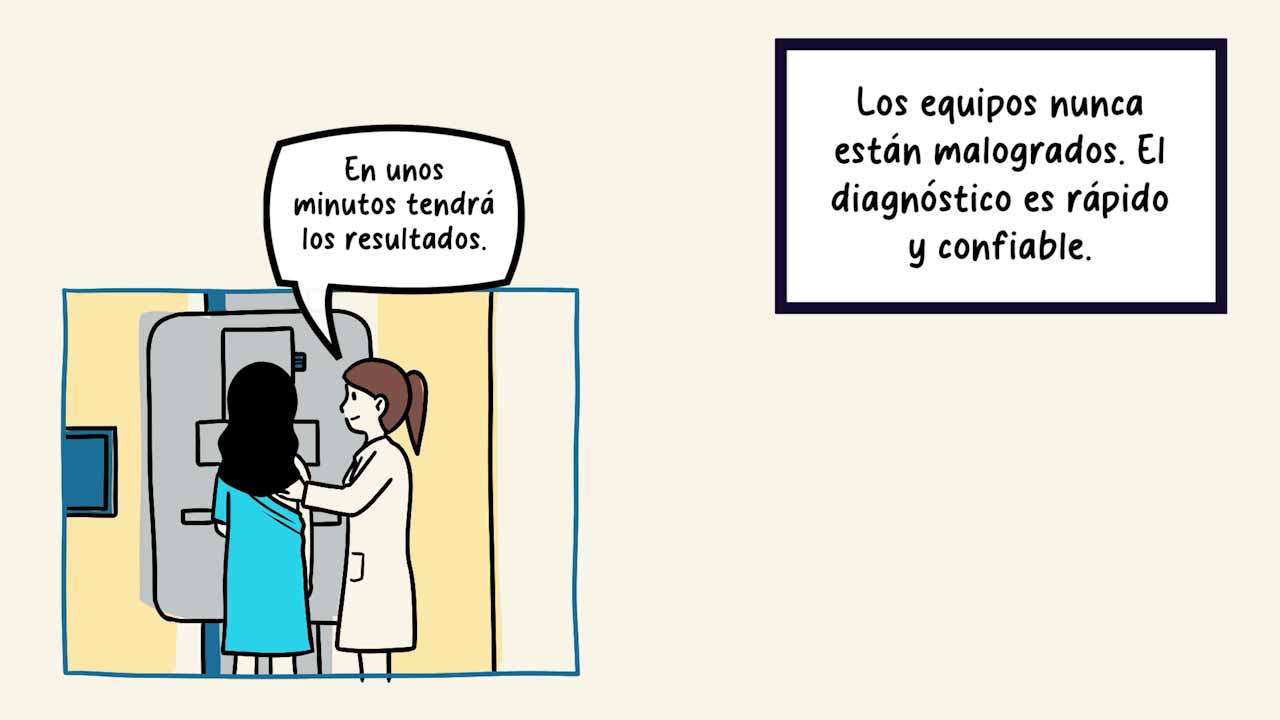 En unos
minutos tendrá
los resultados.
Los equipos nunca
están malogrados. El
diagnóstico es rápido
y confiable.